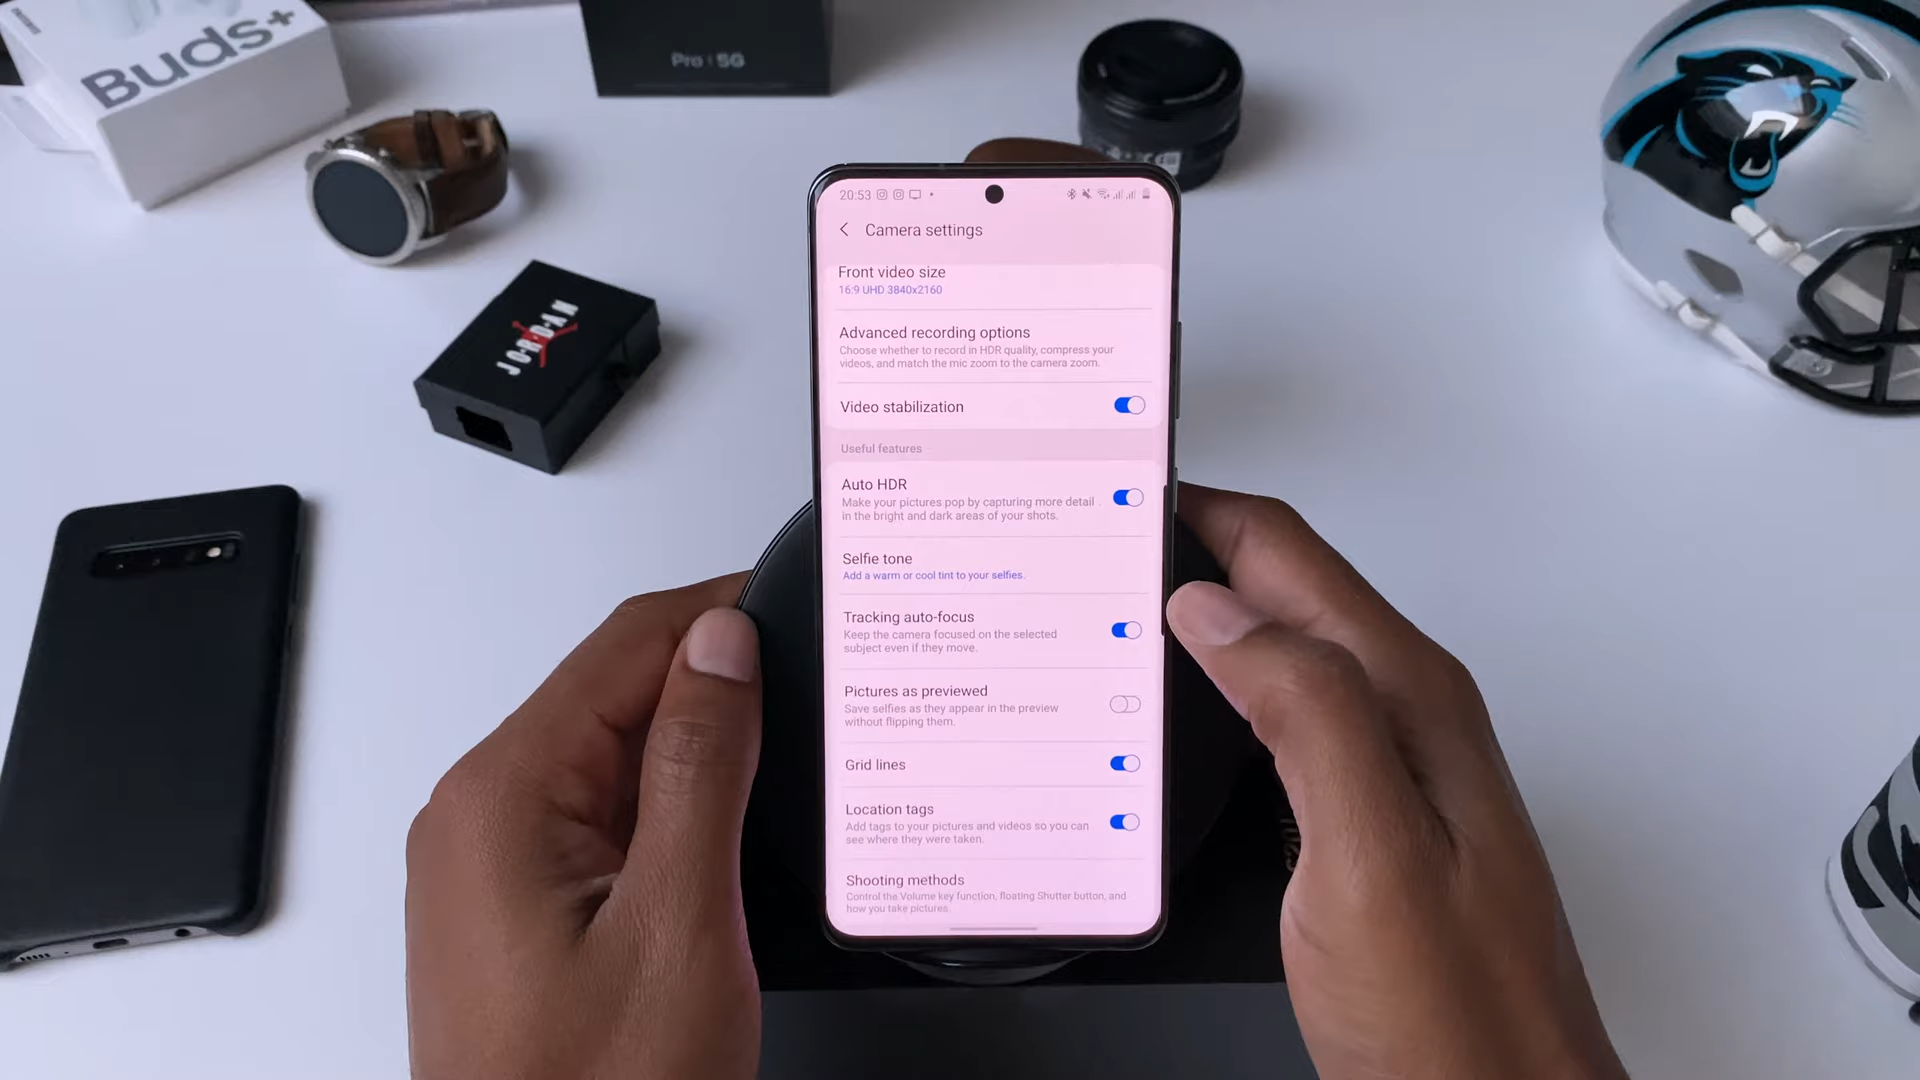 Buds+
Pro | 5G
JORDAN
20:53
Camera settings
Front video size
16:9 UHD 3840x2160
Advanced recording options
Choose whether to record in HDR quality, compress your
videos, and match the mic zoom to the camera zoom.
Video stabilization
Useful features
Auto HDR
Make your pictures pop by capturing more detail
in the bright and dark areas of your shots.
Selfie tone
Add a warm or cool tint to your selfies.
Tracking auto-focus
Keep the camera focused on the selected
subject even if they move.
Pictures as previewed
Save selfies as they appear in the preview
without flipping them.
Grid lines
Location tags
Add tags to your pictures and videos so you can
see where they were taken.
Shooting methods
Control the Volume key function, floating Shutter button, and
how you take pictures.